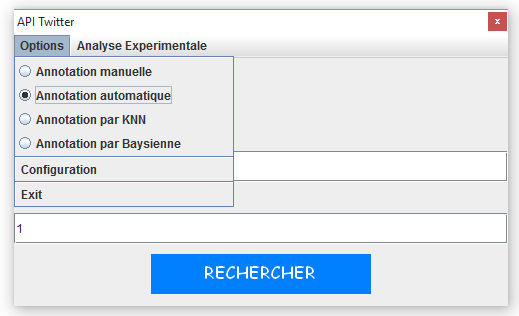 API Twitter
x
Options Analyse Experimentale
Annotation manuelle
Annotation automatique
Annotation par KNN
Annotation par Baysienne
Configuration
Exit
1
RECHERCHER